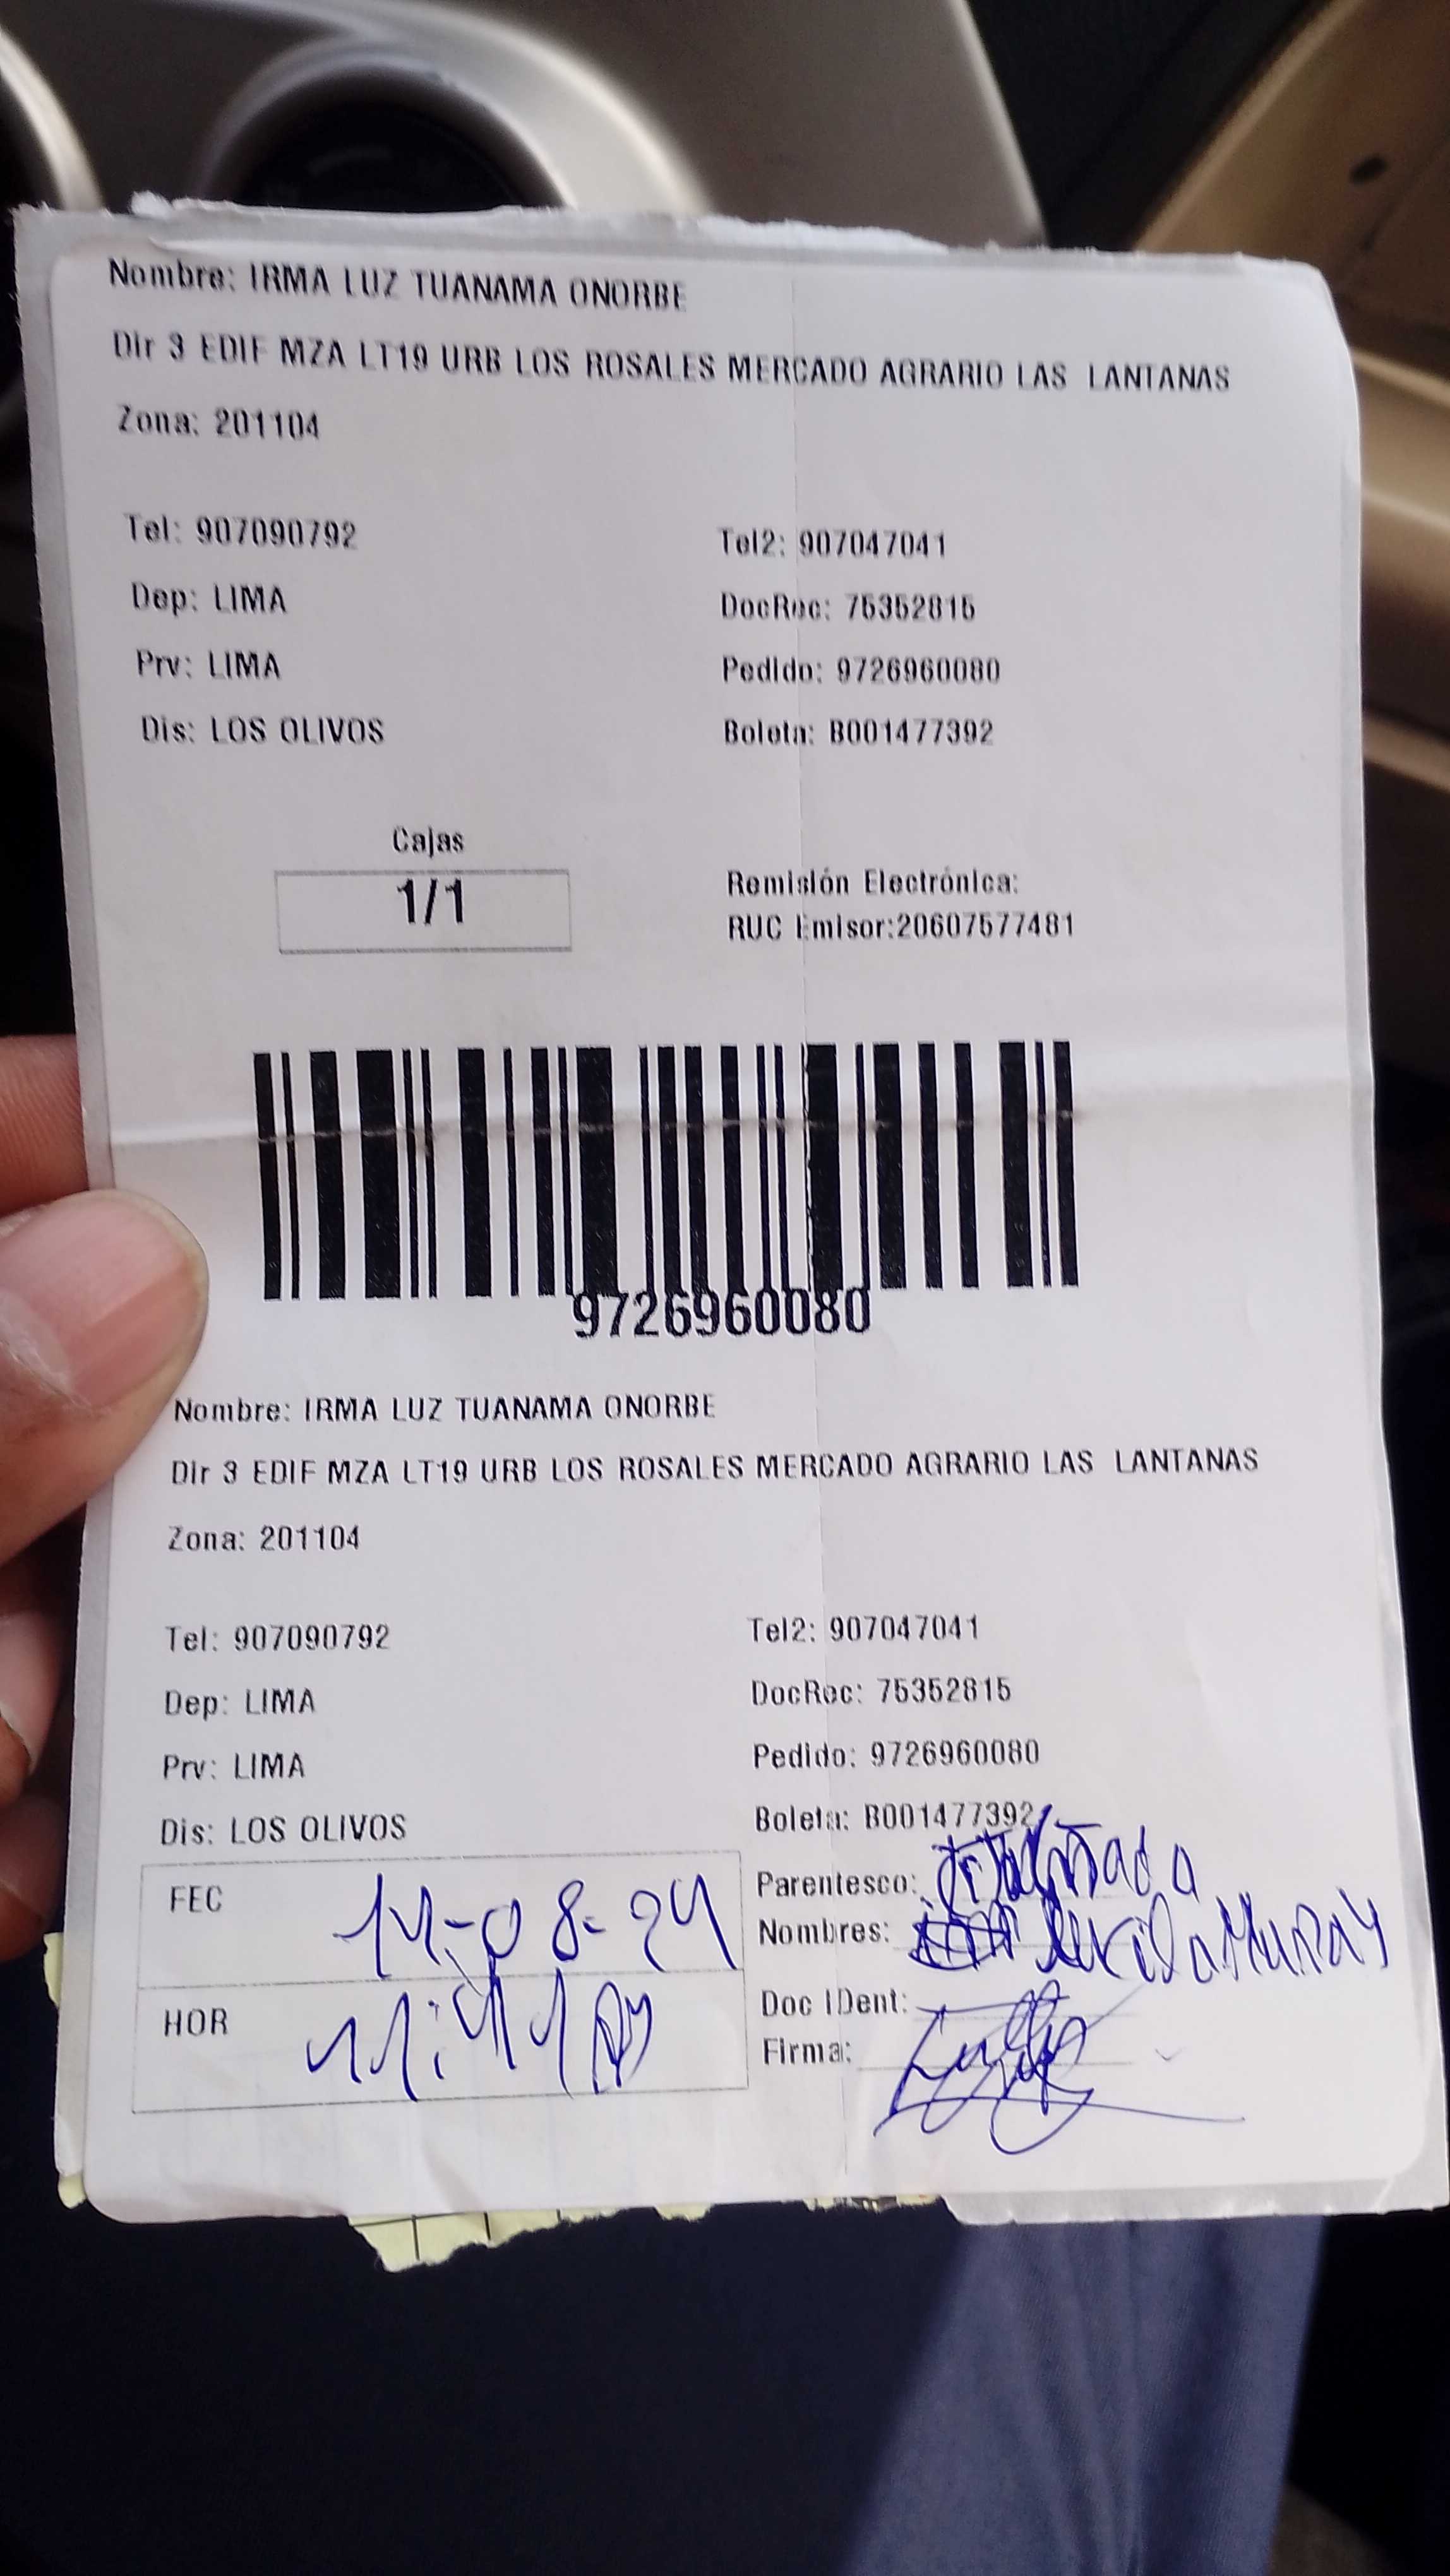 Nombre: IRMA LUZ TUANAMA ONORBE
Dir 3 EDIF MZA LT19 URB LOS ROSALES MERCADO AGRARIO LAS LANTANAS
Zona: 201104
Tel: 907090792 Tel2: 907047041
Dep: LIMA DocRec: 75352815
Prv: LIMA Pedido: 9726960080
Dis: LOS OLIVOS Boleta: B001477392
Cajas
1/1
Remisión Electrónica:
RUC Emisor:20607577481
9726960080
Nombre: IRMA LUZ TUANAMA ONORBE
Dir 3 EDIF MZA LT19 URB LOS ROSALES MERCADO AGRARIO LAS LANTANAS
Zona: 201104
Tel: 907090792 Tel2: 907047041
Dep: LIMA DocRec: 75352815
Prv: LIMA Pedido: 9726960080
Dis: LOS OLIVOS Boleta: B001477392
FEC 14-08-24 Parentesco:
Nombres:
HOR Doc IDent:
Firma: